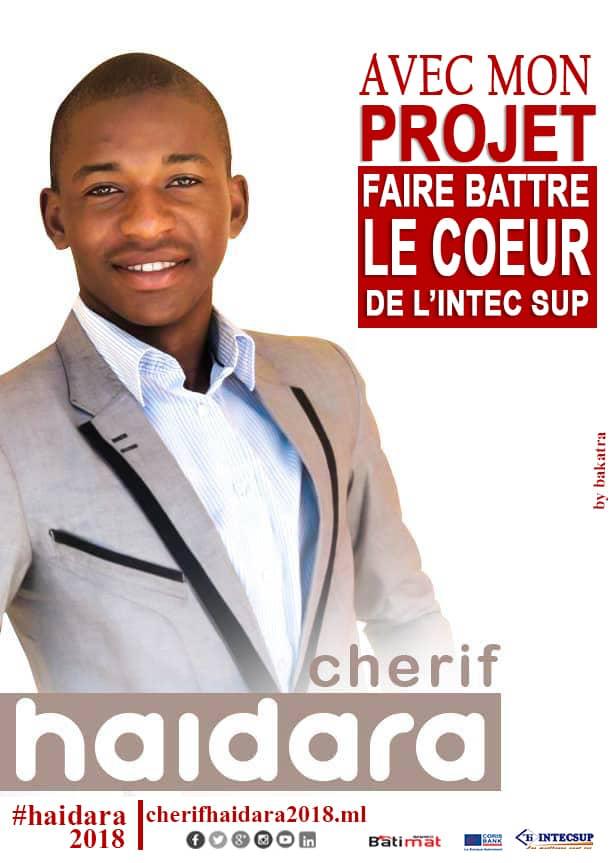 AVEC MON
PROJET
FAIRE BATTRE
LE COEUR
DE L'INTEC SUP
by bakatra
cherif
haidara
#haidara
2018
cherifhaidara2018.ml
Batimat
CORIS
BANK
INTECSUP